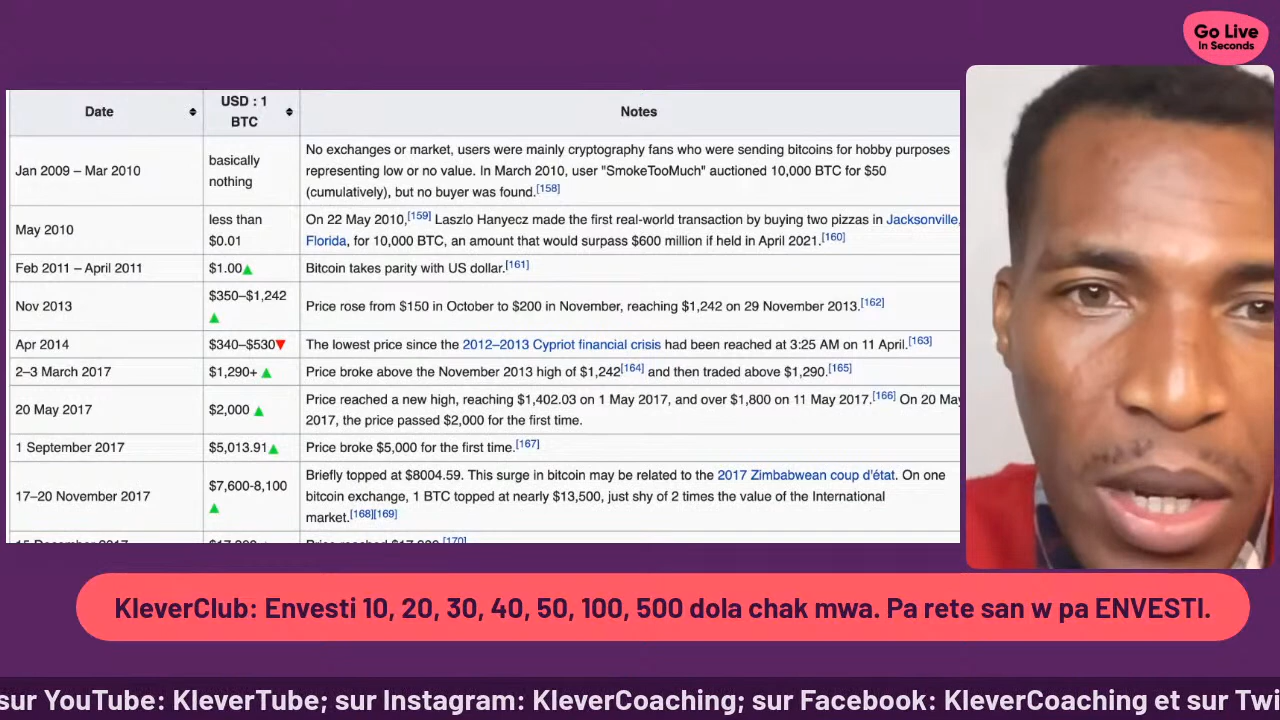 Go Live
In Seconds
Date
USD : 1
BTC
Notes
Jan 2009 – Mar 2010
basically
nothing
No exchanges or market, users were mainly cryptography fans who were sending bitcoins for hobby purposes
representing low or no value. In March 2010, user "SmokeTooMuch" auctioned 10,000 BTC for $50
(cumulatively), but no buyer was found.[158]
May 2010
less than
$0.01
On 22 May 2010,[159] Laszlo Hanyecz made the first real-world transaction by buying two pizzas in Jacksonville,
Florida, for 10,000 BTC, an amount that would surpass $600 million if held in April 2021.[160]
Feb 2011 – April 2011
$1.00▲
Bitcoin takes parity with US dollar.[161]
Nov 2013
$350–$1,242
▲
Price rose from $150 in October to $200 in November, reaching $1,242 on 29 November 2013.[162]
Apr 2014
$340–$530▼
The lowest price since the 2012–2013 Cypriot financial crisis had been reached at 3:25 AM on 11 April.[163]
2–3 March 2017
$1,290+ ▲
Price broke above the November 2013 high of $1,242[164] and then traded above $1,290.[165]
20 May 2017
$2,000 ▲
Price reached a new high, reaching $1,402.03 on 1 May 2017, and over $1,800 on 11 May 2017.[166] On 20 May
2017, the price passed $2,000 for the first time.
1 September 2017
$5,013.91▲
Price broke $5,000 for the first time.[167]
17–20 November 2017
$7,600-8,100
▲
Briefly topped at $8004.59. This surge in bitcoin may be related to the 2017 Zimbabwean coup d'état. On one
bitcoin exchange, 1 BTC topped at nearly $13,500, just shy of 2 times the value of the International
market.[168][169]
15 December 2017
Price reached
[170]
KleverClub: Envesti 10, 20, 30, 40, 50, 100, 500 dola chak mwa. Pa rete san w pa ENVESTI.
sur YouTube: KleverTube; sur Instagram: KleverCoaching; sur Facebook: KleverCoaching et sur Twi